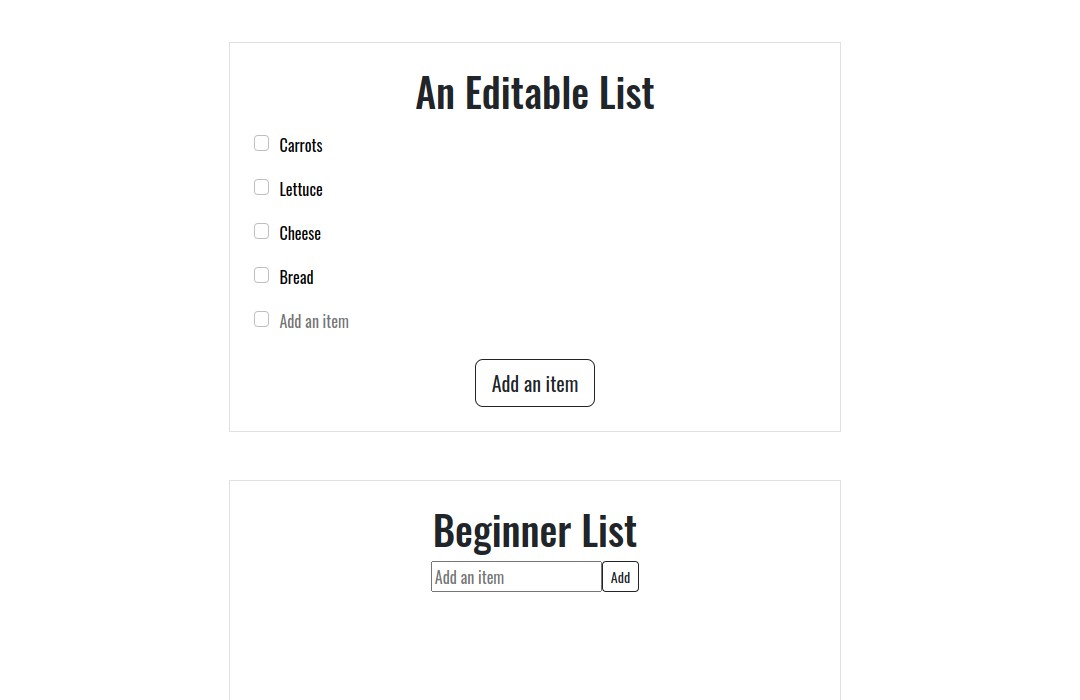 An Editable List
Carrots
Lettuce
Cheese
Bread
Add an item
Add an item
Beginner List
Add an item Add